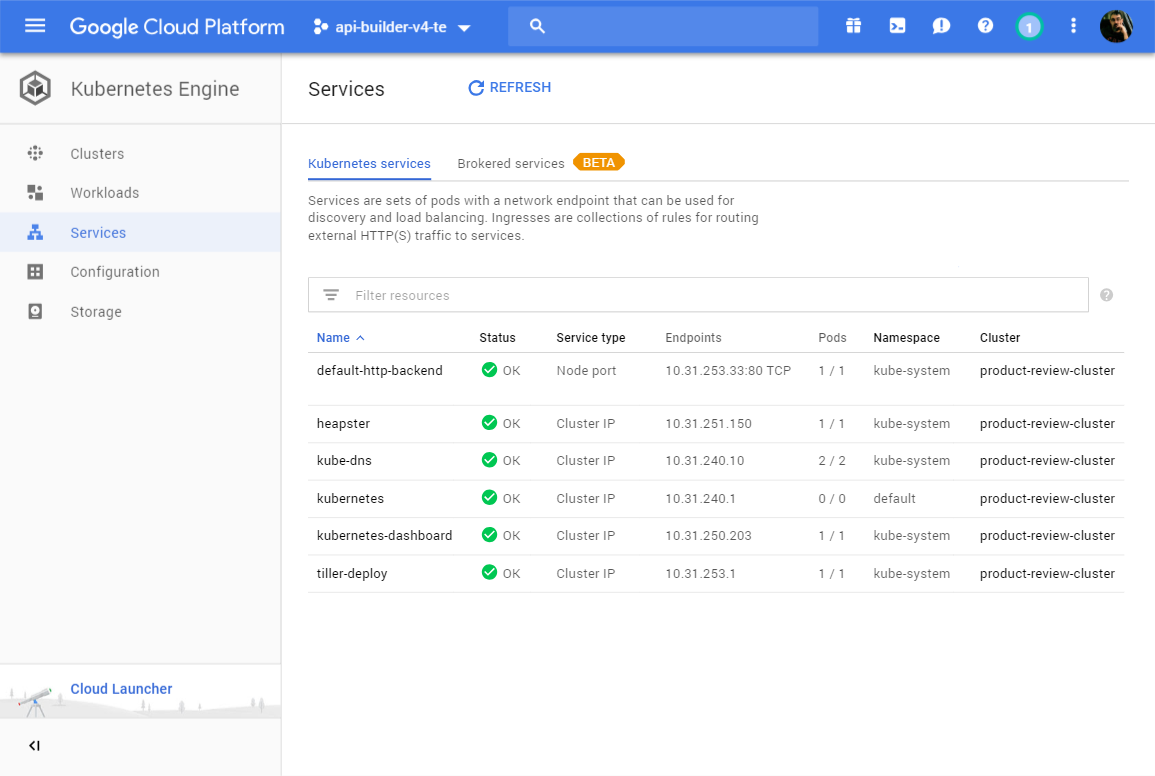 Google Cloud Platform api-builder-v4-te 1
Kubernetes Engine
Services REFRESH
Clusters
Workloads
Services
Configuration
Storage
Kubernetes services Brokered services BETA
Services are sets of pods with a network endpoint that can be used for
discovery and load balancing. Ingresses are collections of rules for routing
external HTTP(S) traffic to services.
Filter resources
Name Status Service type Endpoints Pods Namespace Cluster
default-http-backend OK Node port 10.31.253.33:80 TCP 1 / 1 kube-system product-review-cluster
heapster OK Cluster IP 10.31.251.150 1 / 1 kube-system product-review-cluster
kube-dns OK Cluster IP 10.31.240.10 2 / 2 kube-system product-review-cluster
kubernetes OK Cluster IP 10.31.240.1 0 / 0 default product-review-cluster
kubernetes-dashboard OK Cluster IP 10.31.250.203 1 / 1 kube-system product-review-cluster
tiller-deploy OK Cluster IP 10.31.253.1 1 / 1 kube-system product-review-cluster
Cloud Launcher